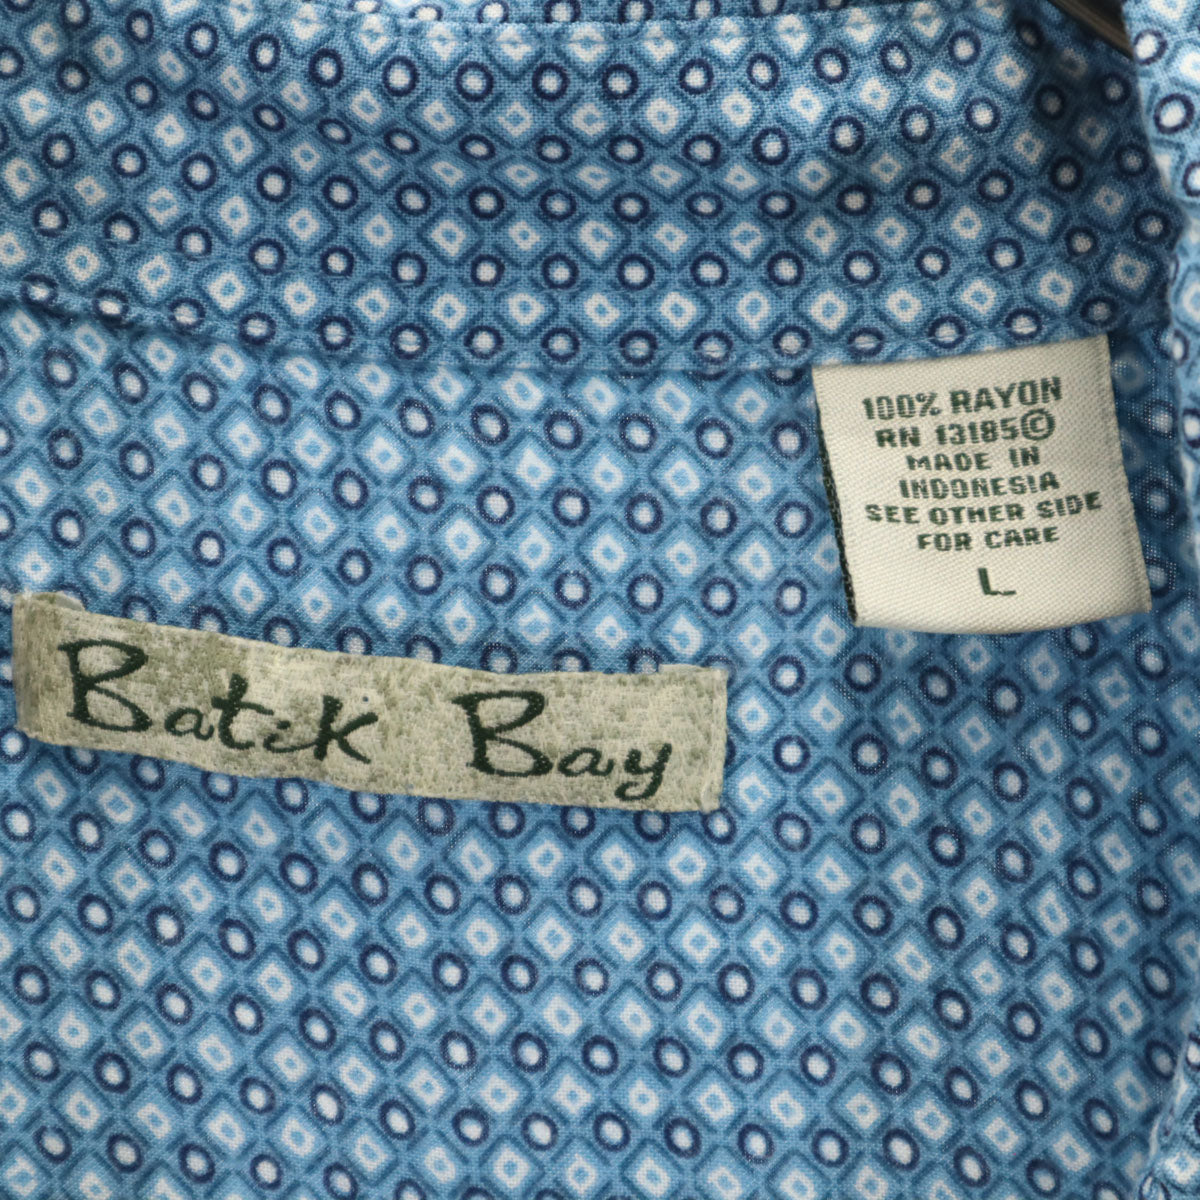 100% RAYON
RN 13185©
MADE IN
INDONESIA
SEE OTHER SIDE
FOR CARE
L
Batik Bay